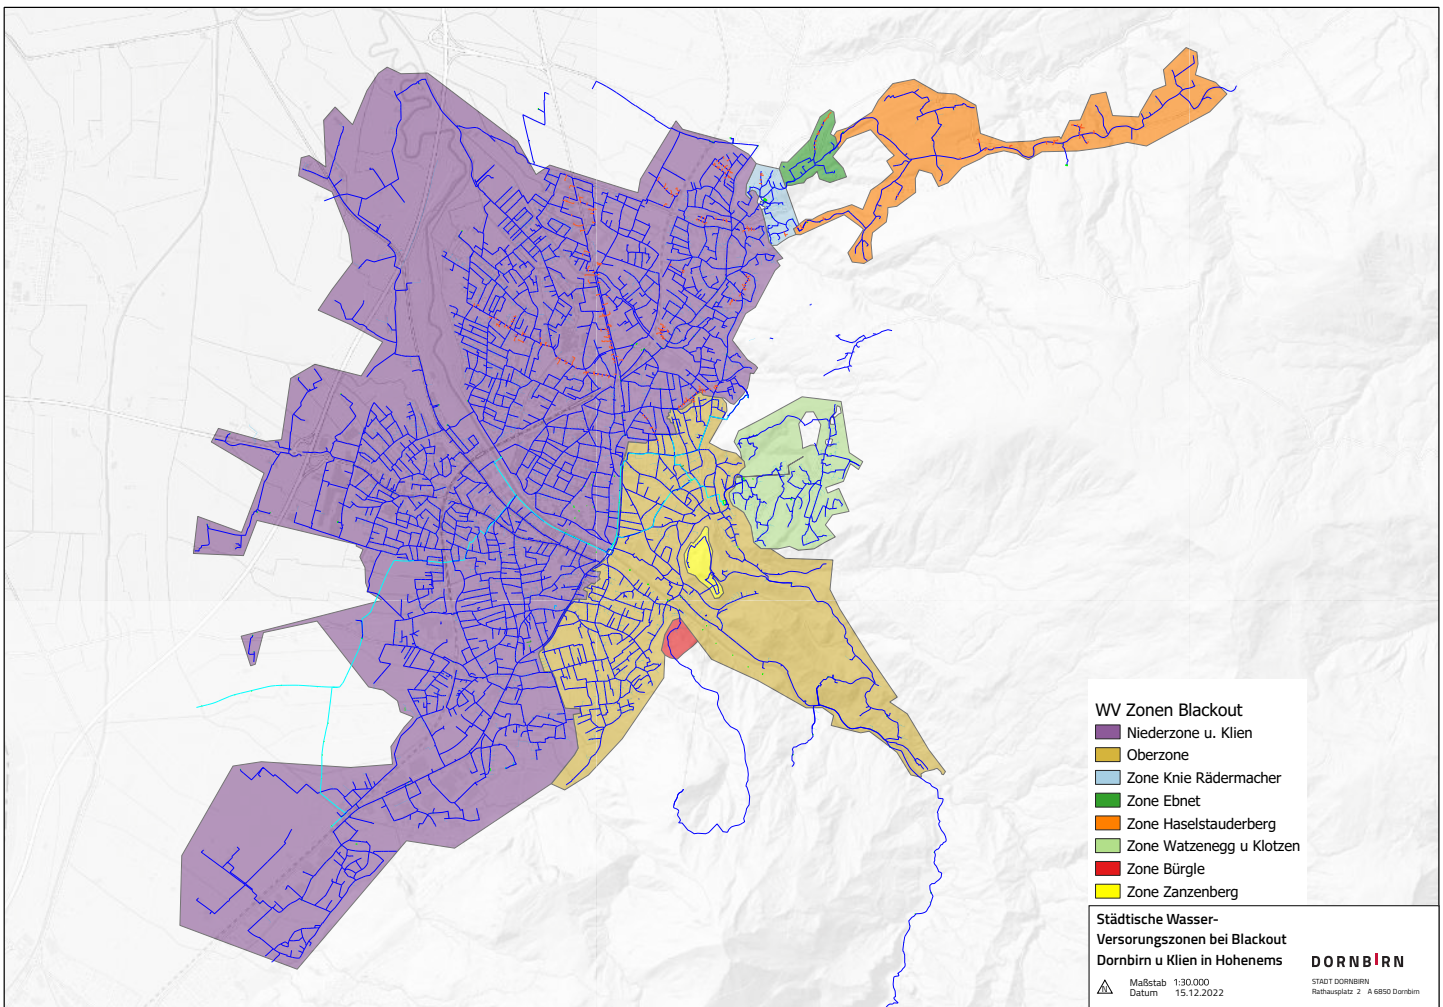 WV Zonen Blackout
Niederzone u. Klien
Oberzone
Zone Knie Rädermacher
Zone Ebnet
Zone Haselstauderberg
Zone Watzenegg u Klotzen
Zone Bürgle
Zone Zanzenberg
Städtische Wasser-
Versorungszonen bei Blackout
Dornbirn u Klien in Hohenems
N
Maßstab 1:30.000
Datum 15.12.2022
DORNBIRN
STADT DORNBIRN
Rathausplatz 2 A 6850 Dornbirn